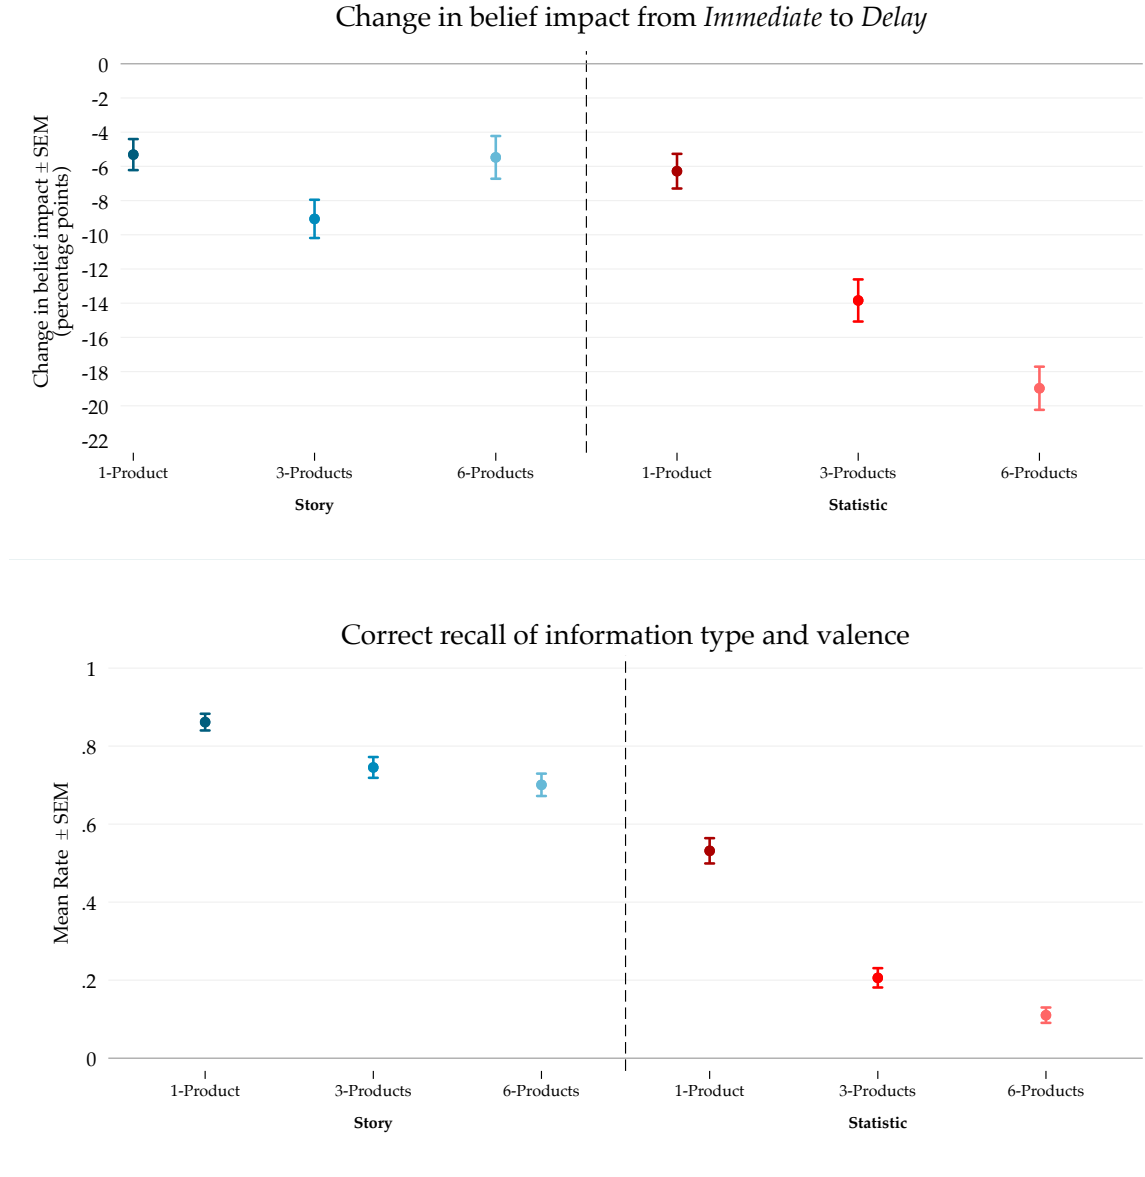 Change in belief impact from Immediate to Delay
Change in belief impact ± SEM
(percentage points)
0
-2
-4
-6
-8
-10
-12
-14
-16
-18
-20
-22
1-Product 3-Products 6-Products 1-Product 3-Products 6-Products
Story Statistic
Correct recall of information type and valence
Mean Rate ± SEM
1
.8
.6
.4
.2
0
1-Product 3-Products 6-Products 1-Product 3-Products 6-Products
Story Statistic